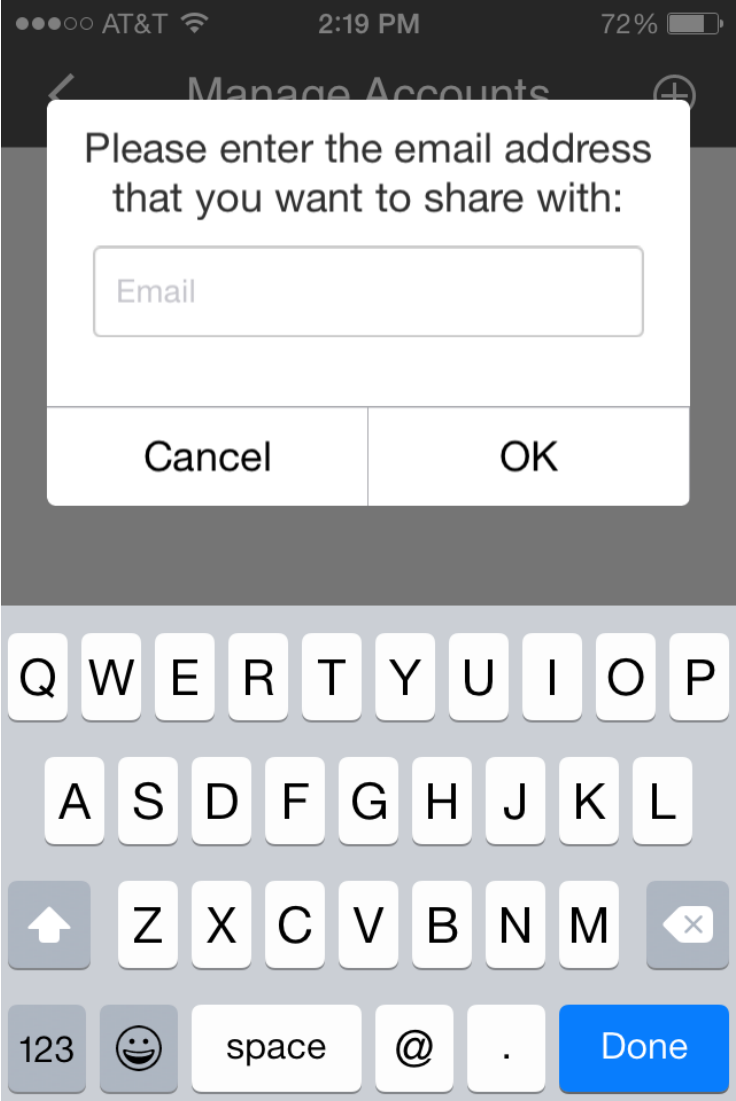 AT&T 2:19 PM 72%
Manage Accounts
Please enter the email address
that you want to share with:
Email
Cancel OK
Q W E R T Y U I O P
A S D F G H J K L
Z X C V B N M
123 space @ . Done